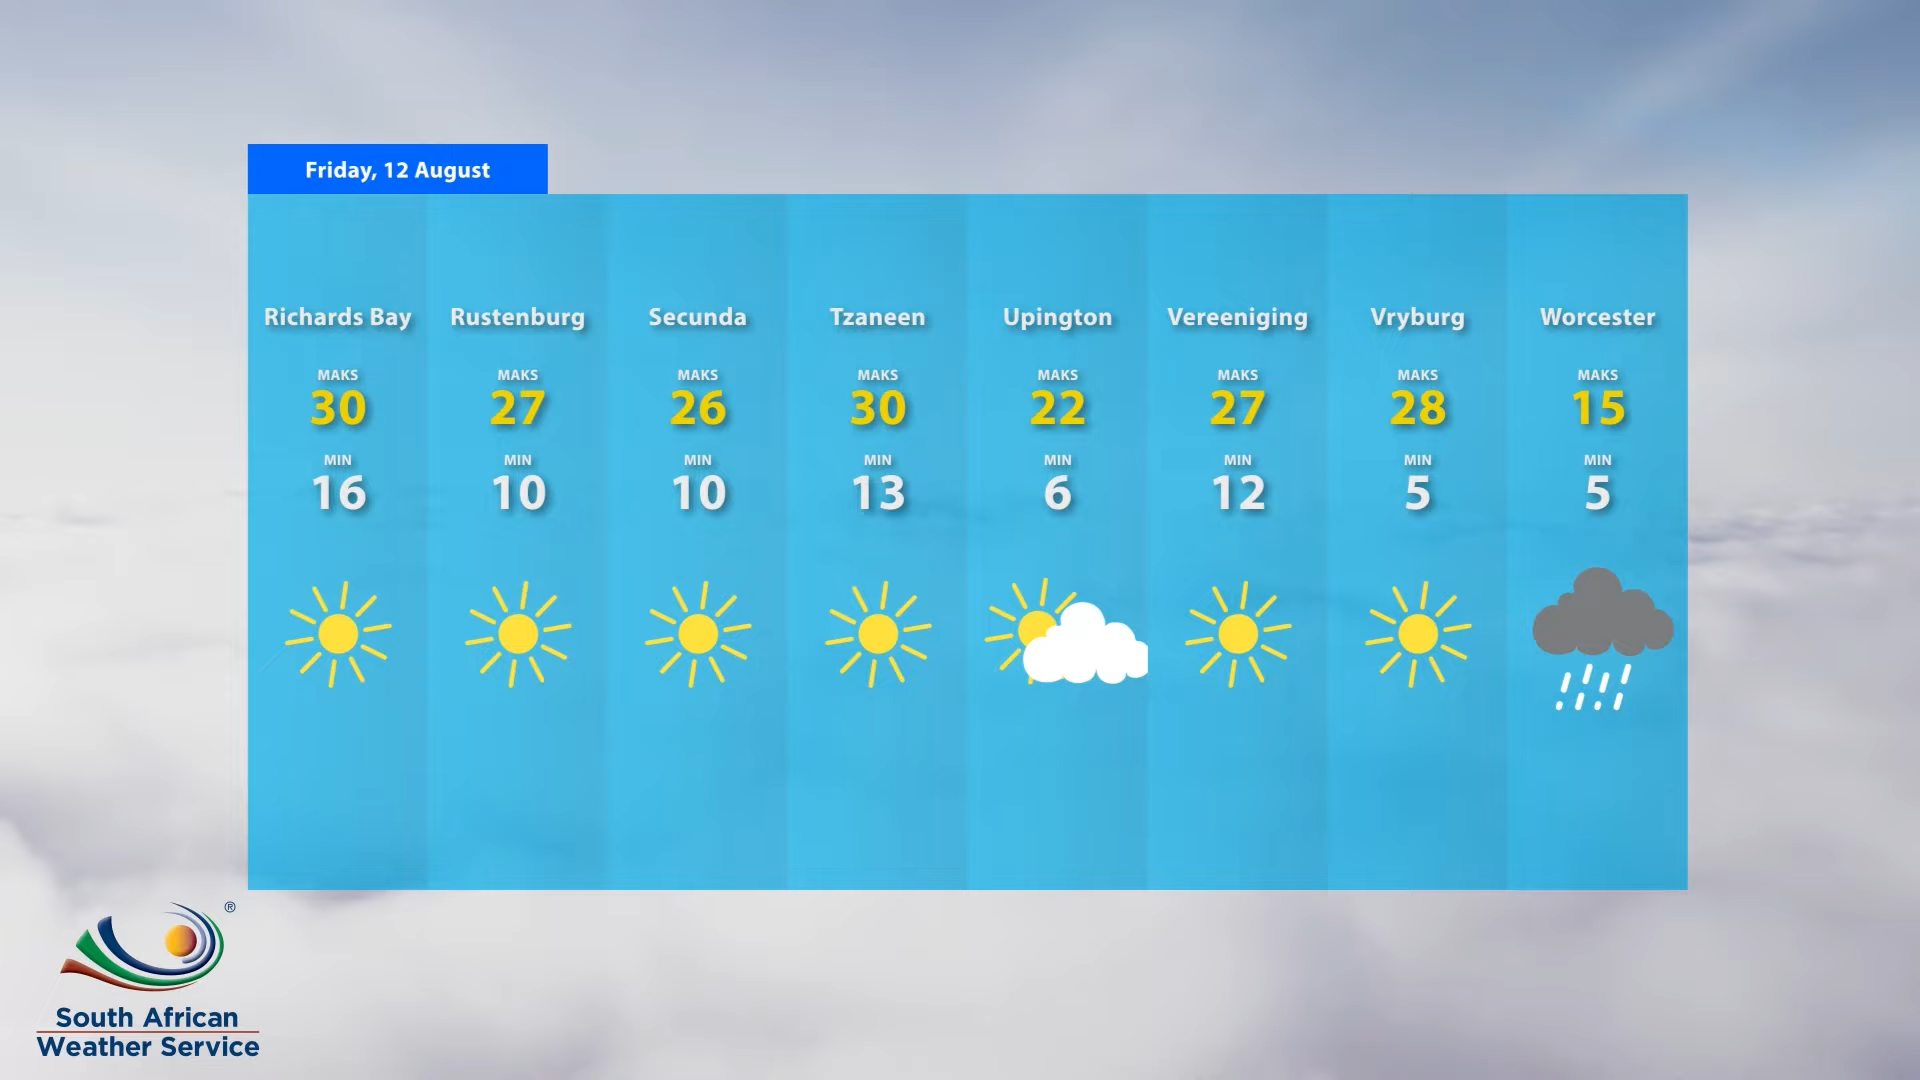 Friday, 12 August
Richards Bay
MAKS
30
MIN
16
Rustenburg
MAKS
27
MIN
10
Secunda
MAKS
26
MIN
10
Tzaneen
MAKS
30
MIN
13
Upington
MAKS
22
MIN
6
Vereeniging
MAKS
27
MIN
12
Vryburg
MAKS
28
MIN
5
Worcester
MAKS
15
MIN
5
®
South African
Weather Service